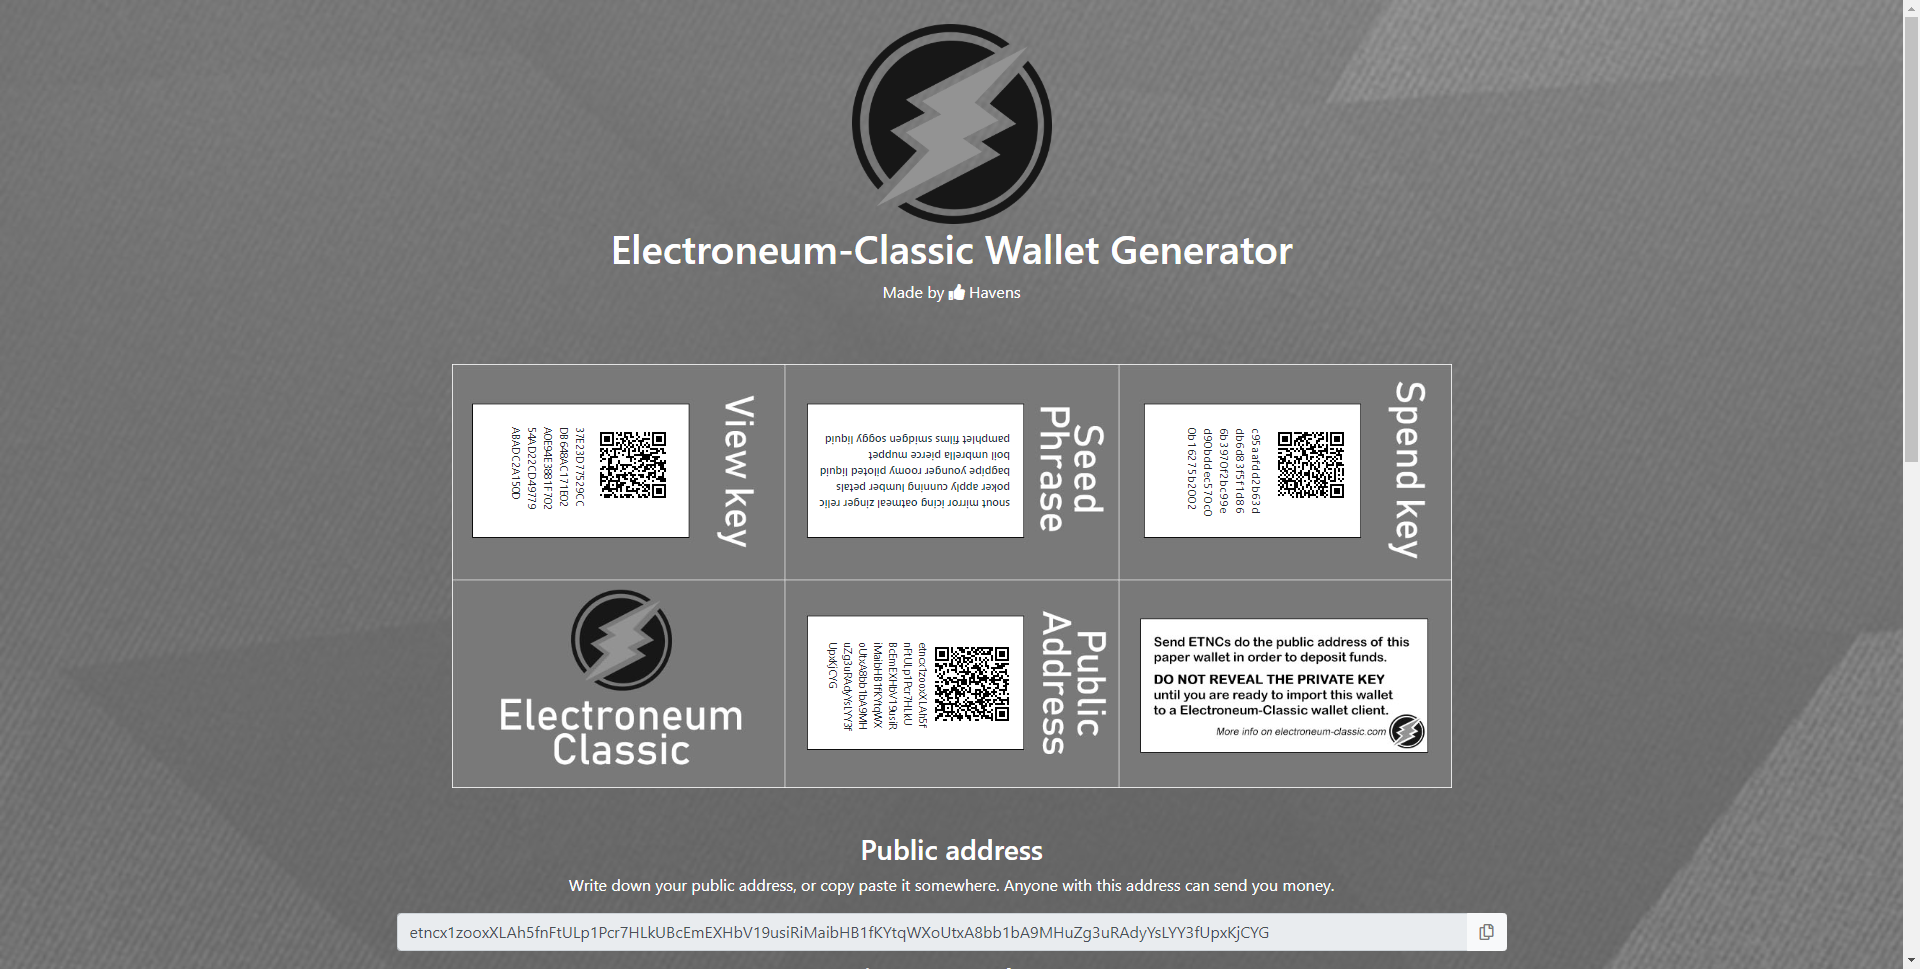 Electroneum-Classic Wallet Generator
Made by Havens
View key
37E23D77529CC
DB648AC171E02
A0E94E3881F702
54AD22CD49779
ABADC2A150D
Seed
Phrase
snout mirror icing oatmeal zinger relic
poker apply cunning lumber petals
bagpipe younger roomy piloted liquid
boil umbrella pierce muppet
pamphlet films smidgen soggy liquid
Spend key
c95aafdd2b63d
db6d83f5f1d86
6b3970f2bc99e
d90bddec570c0
0b16275b2002
Electroneum
Classic
Public
Address
etncx1zooxXLAh5f
nFtULp1Pcr7HLkU
BcEmEXHbV19usiR
iMaibHB1fKYtqWX
oUtxA8bb1bA9MH
uZg3uRAdyYsLYY3f
UpxKjCYG
Send ETNCs do the public address of this
paper wallet in order to deposit funds.
DO NOT REVEAL THE PRIVATE KEY
until you are ready to import this wallet
to a Electroneum-Classic wallet client.
More info on electroneum-classic.com
Public address
Write down your public address, or copy paste it somewhere. Anyone with this address can send you money.
etncx1zooxXLAh5fnFtULp1Pcr7HLkUBcEmEXHbV19usiRiMaibHB1fKYtqWXoUtxA8bb1bA9MHuZg3uRAdyYsLYY3fUpxKjCYG